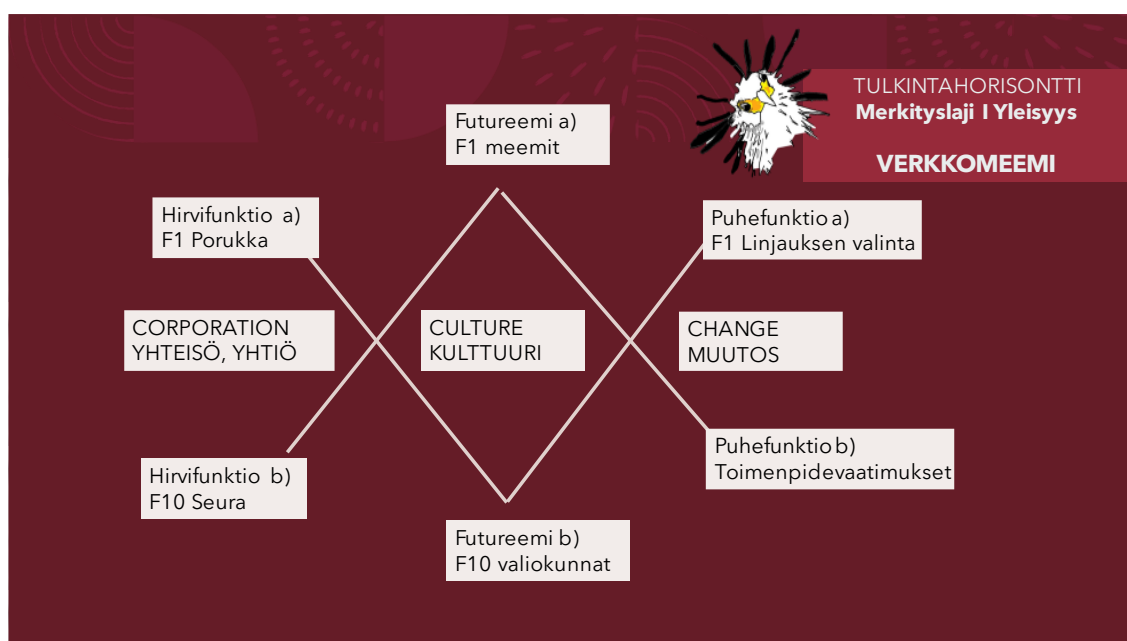 TULKINTAHORISONTTI
Merkityslaji I Yleisyys
VERKKOMEEMI
Futureemi a)
F1 meemit
Hirvifunktio a)
F1 Porukka
Puhefunktio a)
F1 Linjauksen valinta
CORPORATION
YHTEISÖ, YHTIÖ
CULTURE
KULTTUURI
CHANGE
MUUTOS
Hirvifunktio b)
F10 Seura
Puhefunktio b)
Toimenpidevaatimukset
Futureemi b)
F10 valiokunnat